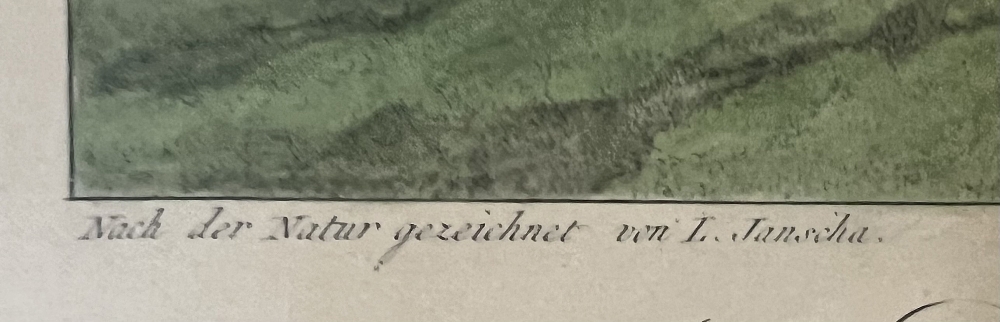 Nach der Natur gezeichnet von L. Janscha.